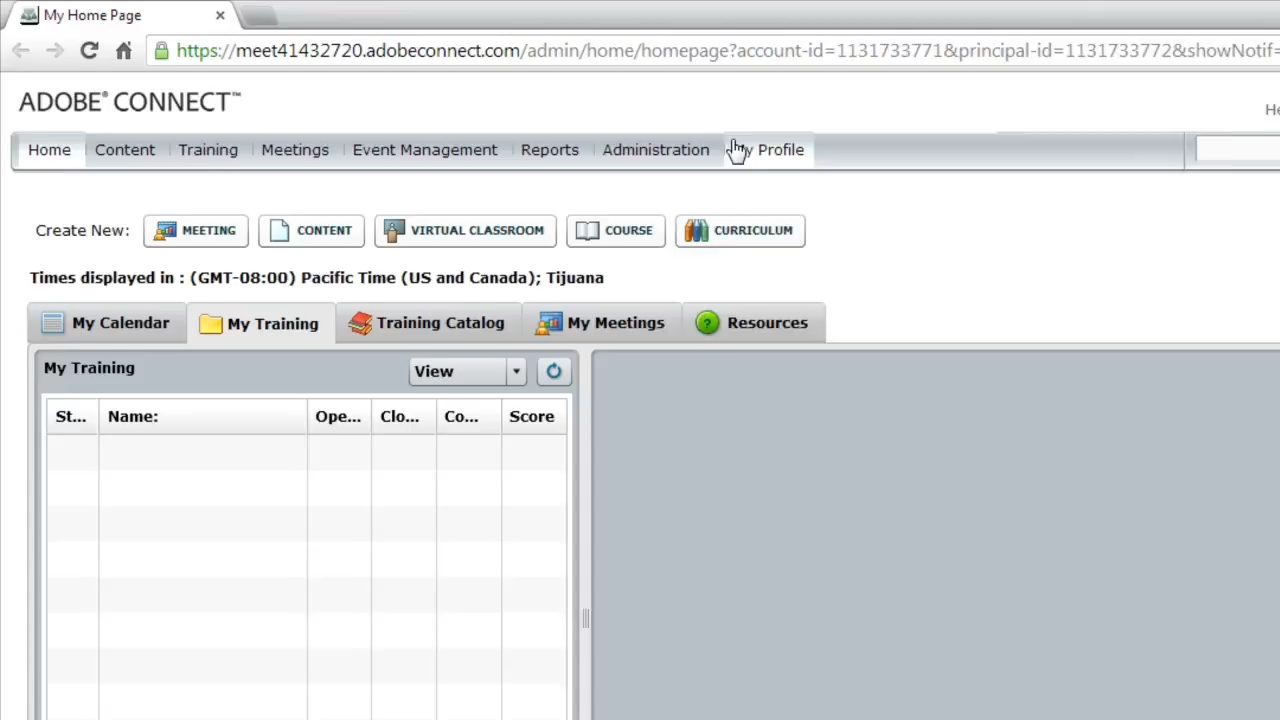 My Home Page
https://meet41432720.adobeconnect.com/admin/home/homepage?account-id=1131733771&principal-id=1131733772&showNotif=
ADOBE® CONNECT™
He
Home Content Training Meetings Event Management Reports Administration My Profile
Create New: MEETING CONTENT VIRTUAL CLASSROOM COURSE CURRICULUM
Times displayed in : (GMT-08:00) Pacific Time (US and Canada); Tijuana
My Calendar My Training Training Catalog My Meetings ? Resources
My Training View
St... Name: Ope... Clo... Co... Score